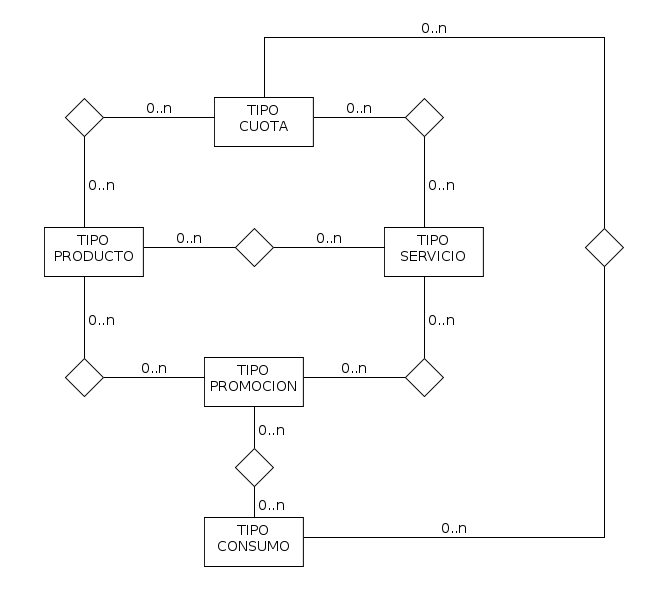 0..n
0..n
TIPO
CUOTA
0..n
0..n
0..n
TIPO
PRODUCTO
0..n
0..n
TIPO
SERVICIO
0..n
0..n
0..n
TIPO
PROMOCION
0..n
0..n
0..n
TIPO
CONSUMO
0..n